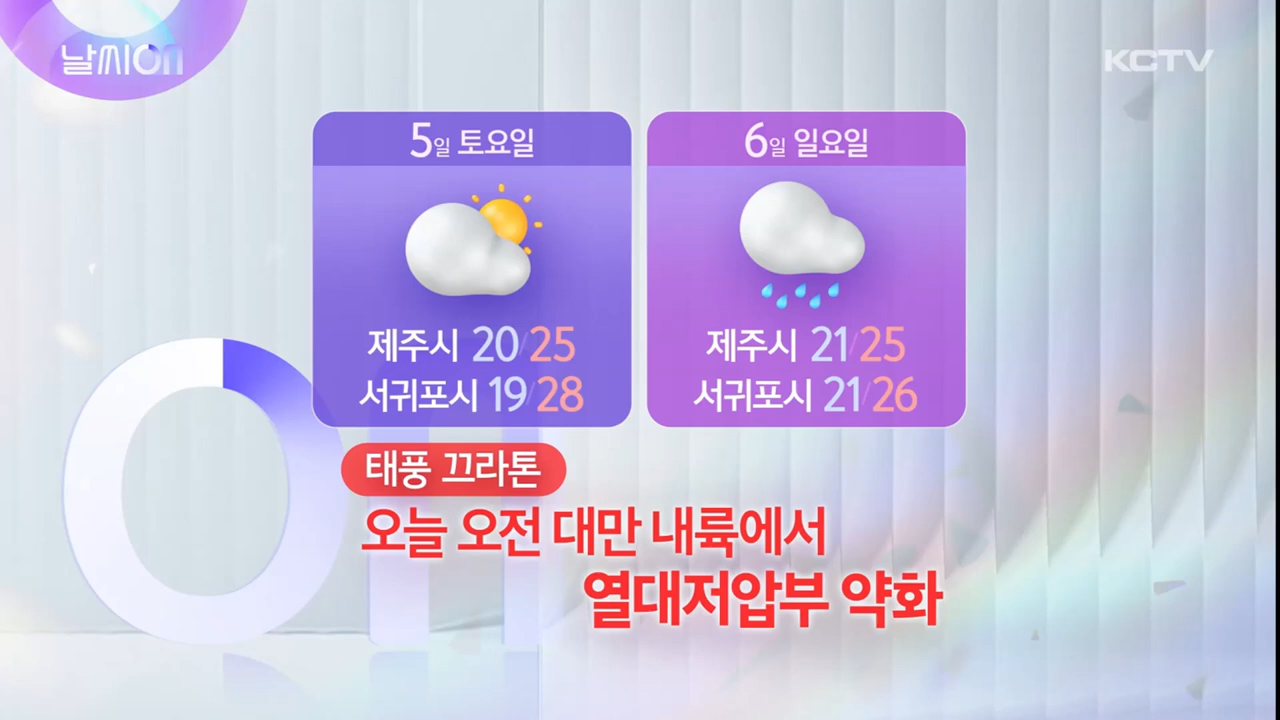 날씨On
KCTV
5일 토요일
제주시 20/25
서귀포시 19/28
6일 일요일
제주시 21/25
서귀포시 21/26
태풍 끄라톤
오늘 오전 대만 내륙에서
열대저압부 약화
On